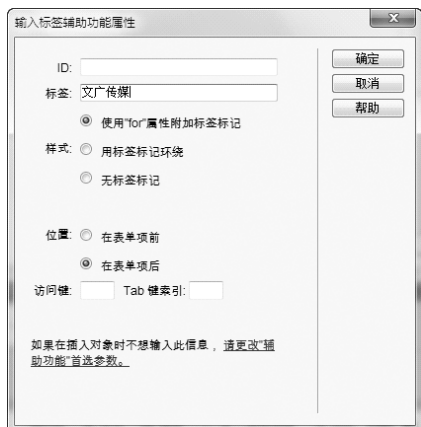 输入标签辅助功能属性
ID:
确定
标签: 文广传媒
取消
帮助
使用"for"属性附加标签标记
样式: 用标签标记环绕
无标签标记
位置: 在表单项前
在表单项后
访问键: Tab 键索引:
如果在插入对象时不想输入此信息，请更改"辅
助功能"首选参数。